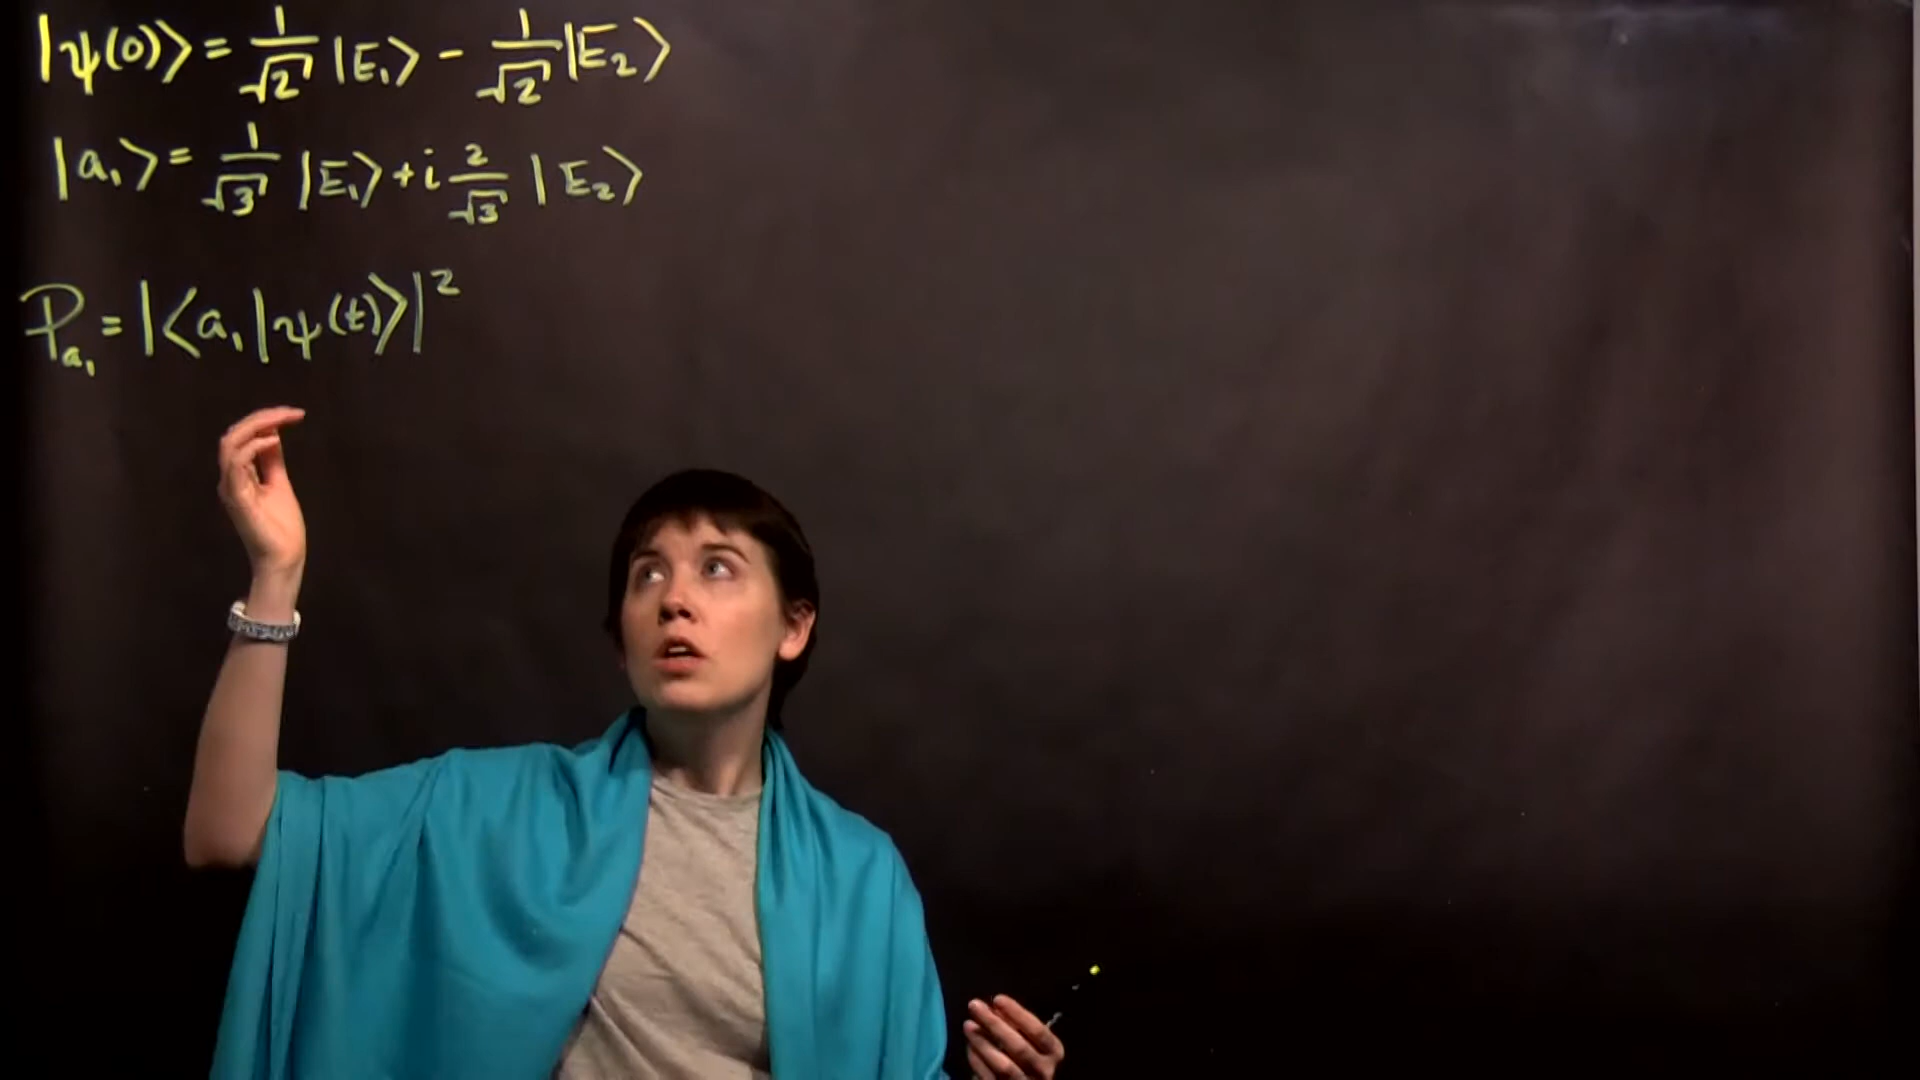 |ψ(0)⟩ = 1/√2 |E₁⟩ - 1/√2 |E₂⟩
|a₁⟩ = 1/√3 |E₁⟩ + i 2/√3 |E₂⟩
P_a₁ = |⟨a₁|ψ(t)⟩|²